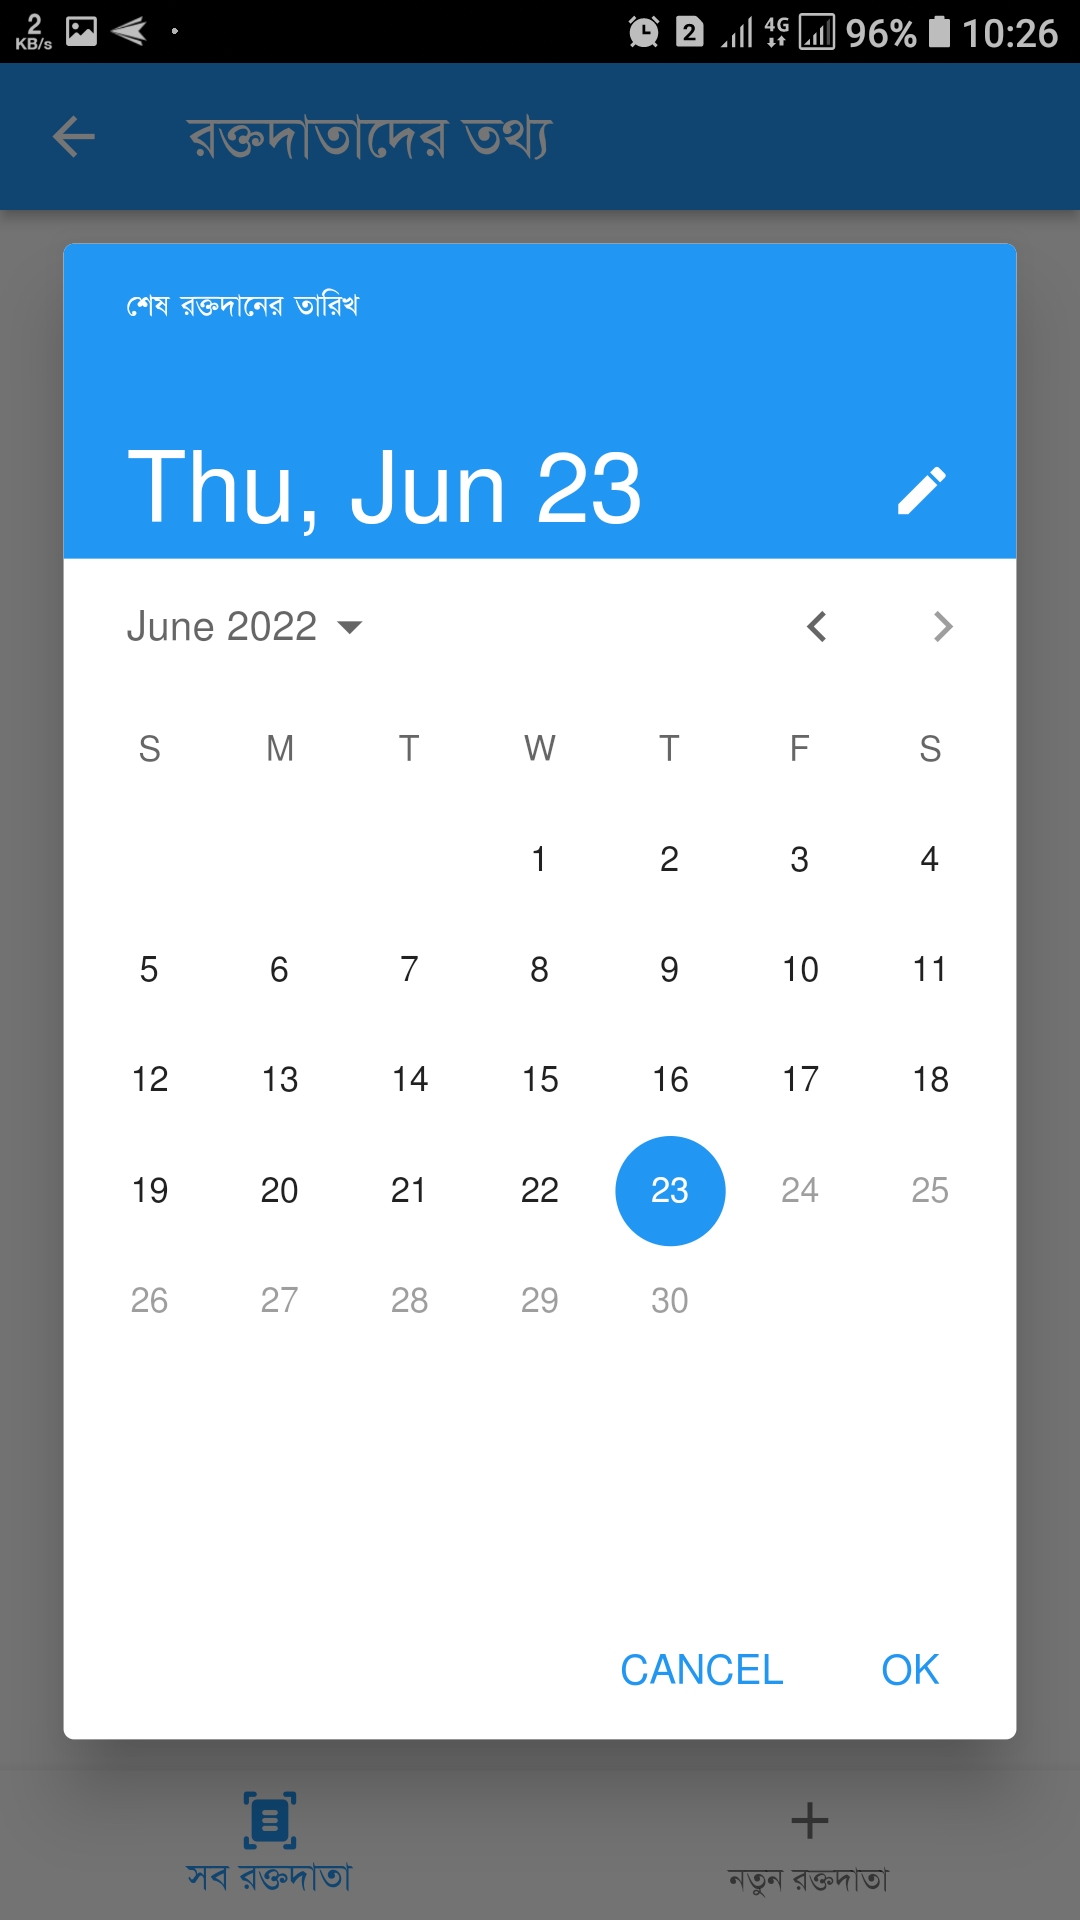 2
KB/s
2 4G 96% 10:26
রক্তদাতাদের তথ্য
শেষ রক্তদানের তারিখ
Thu, Jun 23
June 2022
S M T W T F S
1 2 3 4
5 6 7 8 9 10 11
12 13 14 15 16 17 18
19 20 21 22 23 24 25
26 27 28 29 30
CANCEL OK
সব রক্তদাতা নতুন রক্তদাতা